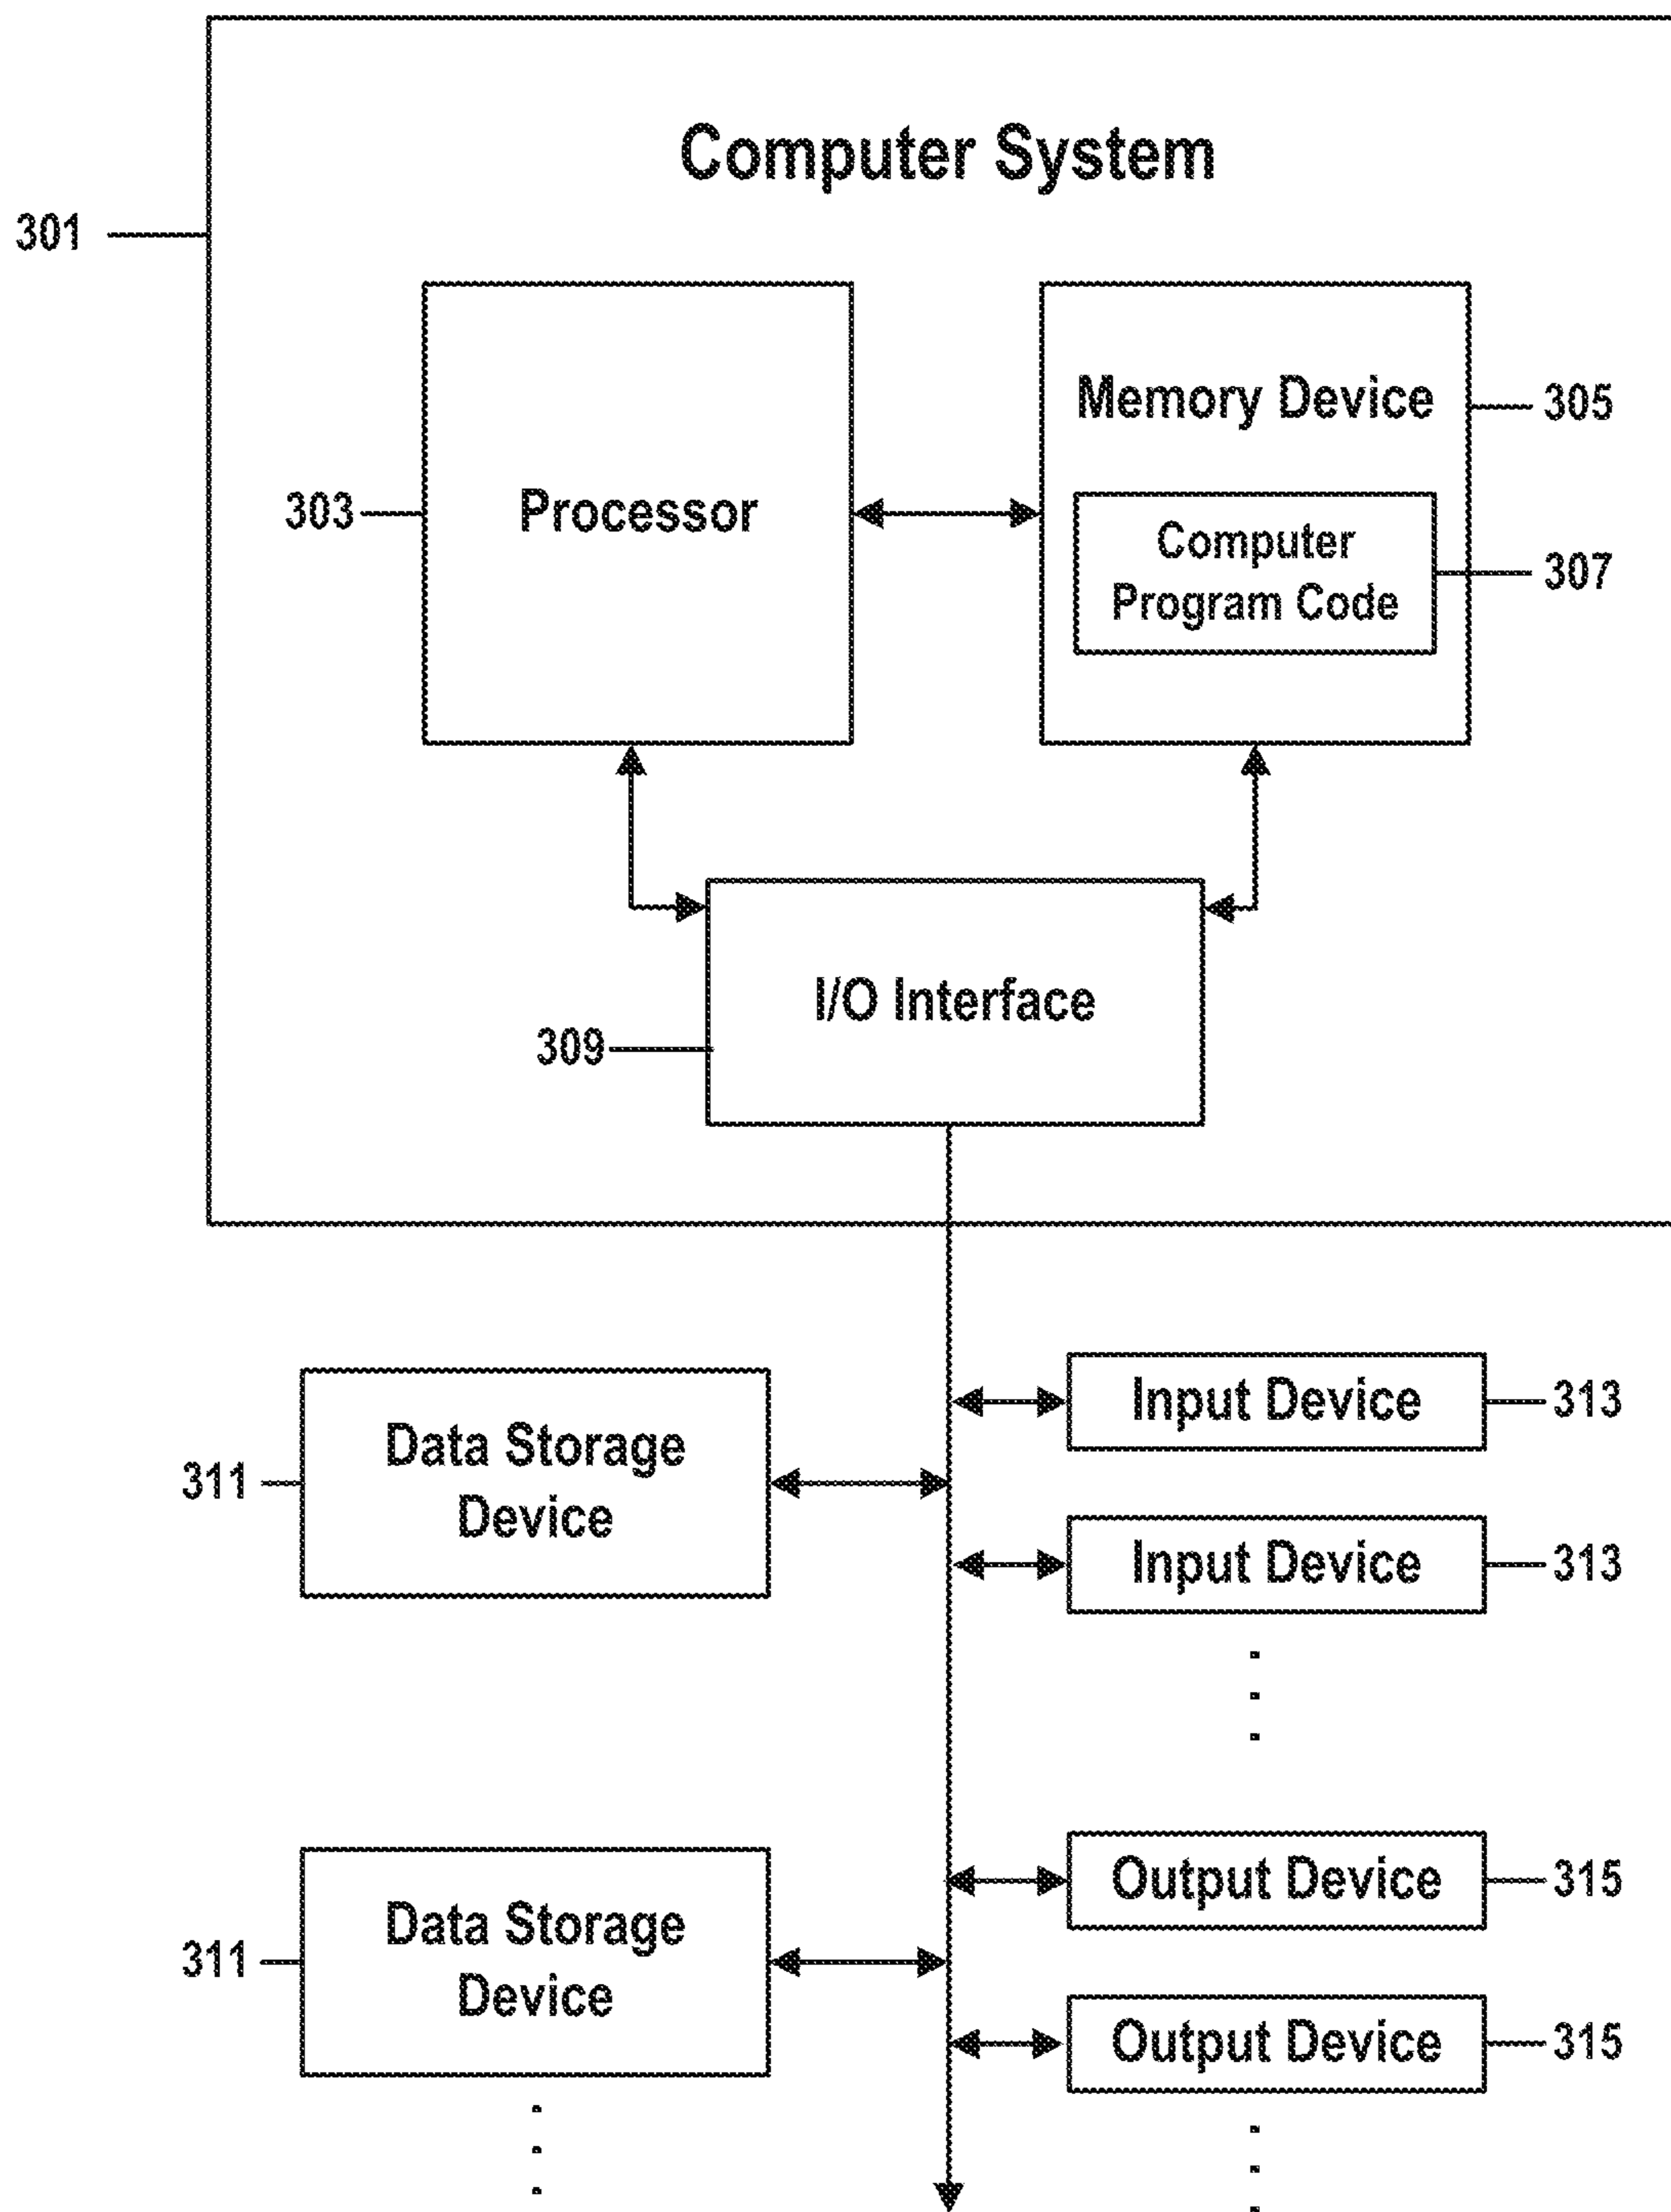 Computer System
301
Memory Device
305
303
Processor
Computer
Program Code
307
I/O Interface
309
Input Device
313
Data Storage
Device
311
Input Device
313
Output Device
315
Data Storage
Device
311
Output Device
315